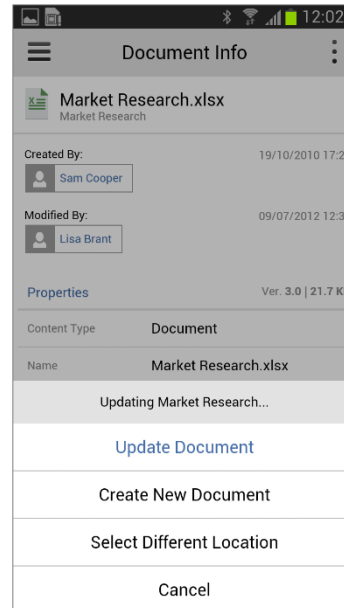 12:02
Document Info
Market Research.xlsx
Market Research
Created By:
19/10/2010 17:2
Sam Cooper
Modified By:
09/07/2012 12:3
Lisa Brant
Properties
Ver. 3.0 | 21.7 K
Content Type
Document
Name
Market Research.xlsx
Updating Market Research...
Update Document
Create New Document
Select Different Location
Cancel